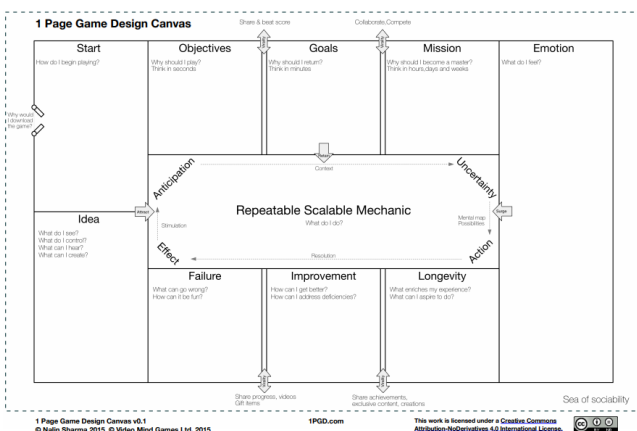 1 Page Game Design Canvas
Share & beat score
Collaborate,Compete
Start
How do I begin playing?
Objectives
Why should I play?
Think in seconds
Goals
Why should I return?
Think in minutes
Mission
Why should I become a master?
Think in hours,days and weeks
Emotion
What do I feel?
Why would
I download
the game?
Anticipation
Context
Uncertainty
Attract
Stimulation
Repeatable Scalable Mechanic
What do I do?
Mental map
Possibilities
Surge
Idea
What do I see?
What do I control?
What can I hear?
What can I create?
Effect
Resolution
Action
Failure
What can go wrong?
How can it be fun?
Improvement
How can I get better?
How can I address deficiencies?
Longevity
What enriches my experience?
What can I aspire to do?
Share progress, videos
Gift items
Share achievements,
exclusive content, creations
Sea of sociability
1 Page Game Design Canvas v0.1
© Nalin Sharma 2015, © Video Mind Games Ltd, 2015
1PGD.com
This work is licensed under a Creative Commons
Attribution-NoDerivatives 4.0 International License.